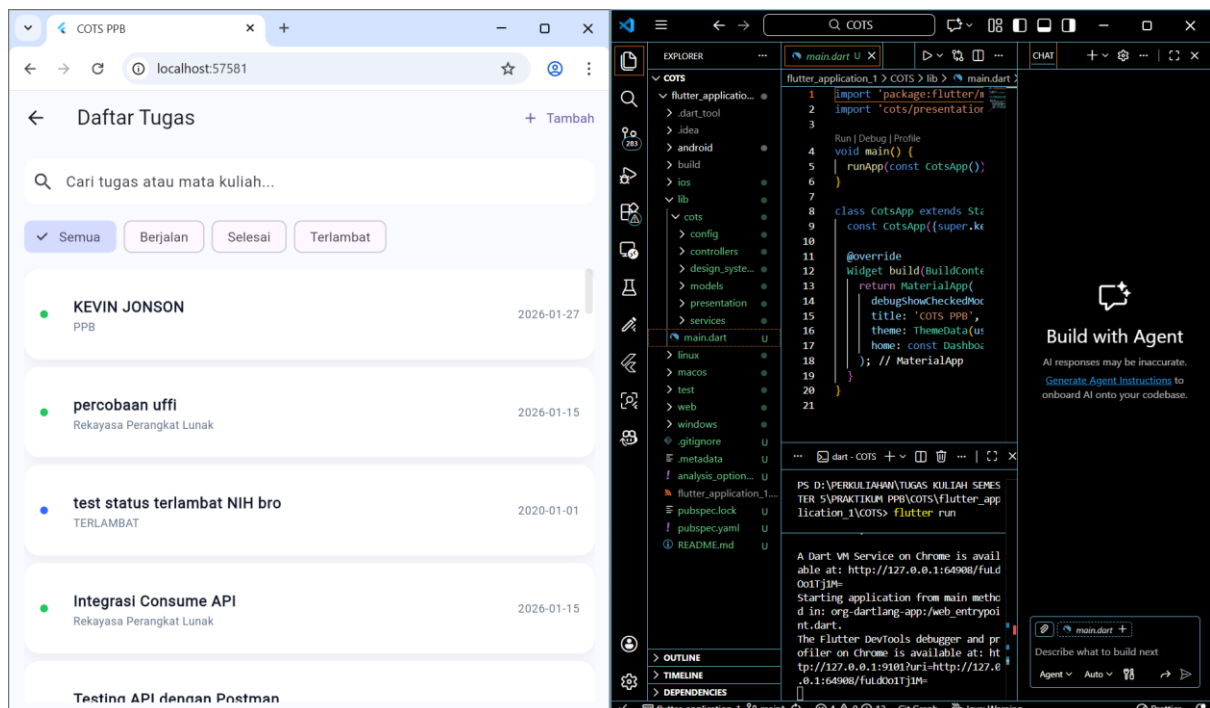 COTS PPB
localhost:57581
Daftar Tugas
+ Tambah
Cari tugas atau mata kuliah...
Semua
Berjalan
Selesai
Terlambat
KEVIN JONSON
PPB
2026-01-27
percobaan uffi
Rekayasa Perangkat Lunak
2026-01-15
test status terlambat NIH bro
TERLAMBAT
2020-01-01
Integrasi Consume API
Rekayasa Perangkat Lunak
2026-01-15
Testing API dengan Postman
COTS
EXPLORER
COTS
flutter_applicatio...
.dart_tool
.idea
android
build
ios
lib
cots
config
controllers
design_syste...
models
presentation
services
main.dart U
linux
macos
test
web
windows
.gitignore U
.metadata U
analysis_option... U
flutter_application_1....
pubspec.lock U
pubspec.yaml U
README.md U
OUTLINE
TIMELINE
DEPENDENCIES
283
main.dart U
flutter_application_1 > COTS > lib > main.dart >
1 import 'package:flutter/m
2 import 'cots/presentation
3
Run | Debug | Profile
4 void main() {
5 runApp(const CotsApp())
6 }
7
8 class CotsApp extends Sta
9 const CotsApp({super.ke
10
11 @override
12 Widget build(BuildConte
13 return MaterialApp(
14 debugShowCheckedMod
15 title: 'COTS PPB',
16 theme: ThemeData(us
17 home: const Dashboa
18 ); // MaterialApp
19 }
20 }
21
dart - COTS
PS D:\PERKULIAHAN\TUGAS KULIAH SEMES
TER 5\PRAKTIKUM PPB\COTS\flutter_app
lication_1\COTS> flutter run
A Dart VM Service on Chrome is avail
able at: http://127.0.0.1:64908/fuLd
Oo1Tj1M=
Starting application from main metho
d in: org-dartlang-app:/web_entrypoi
nt.dart.
The Flutter DevTools debugger and pr
ofiler on Chrome is available at: ht
tp://127.0.0.1:9101?uri=http://127.0
.0.1:64908/fuLdOo1Tj1M=
CHAT
Build with Agent
AI responses may be inaccurate.
Generate Agent Instructions to
onboard AI onto your codebase.
main.dart +
Describe what to build next
Agent
Auto